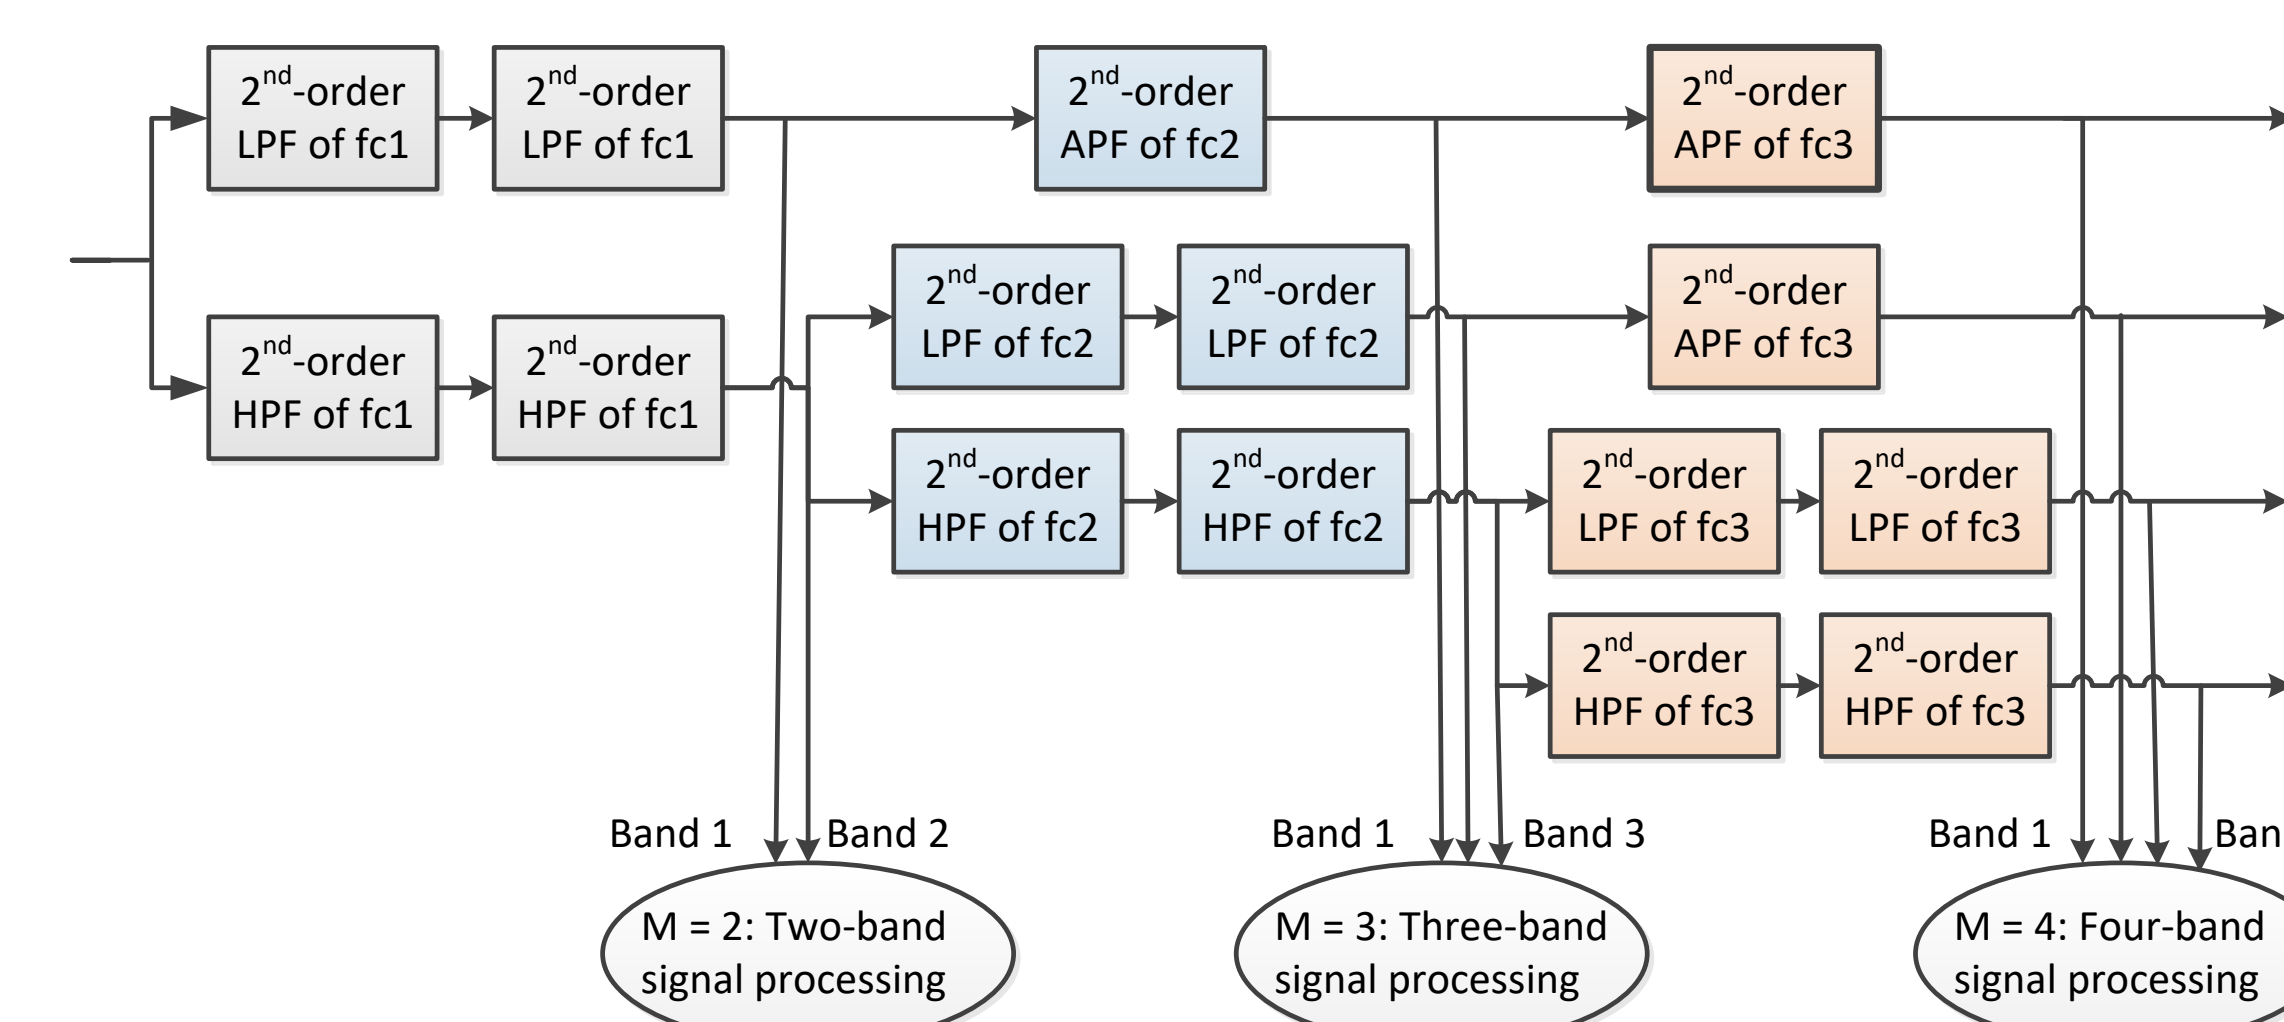 2nd-order
LPF of fc1
2nd-order
LPF of fc1
2nd-order
APF of fc2
2nd-order
APF of fc3
2nd-order
HPF of fc1
2nd-order
HPF of fc1
2nd-order
LPF of fc2
2nd-order
LPF of fc2
2nd-order
APF of fc3
2nd-order
HPF of fc2
2nd-order
HPF of fc2
2nd-order
LPF of fc3
2nd-order
LPF of fc3
2nd-order
HPF of fc3
2nd-order
HPF of fc3
Band 1
Band 2
Band 1
Band 3
Band 1
Ban
M = 2: Two-band
signal processing
M = 3: Three-band
signal processing
M = 4: Four-band
signal processing